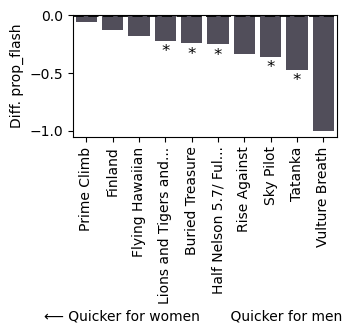 Diff. prop_flash
0.0
−0.5
−1.0
*
*
*
*
*
Prime Climb
Finland
Flying Hawaiian
Lions and Tigers and...
Buried Treasure
Half Nelson 5.7/ Ful...
Rise Against
Sky Pilot
Tatanka
Vulture Breath
⟵ Quicker for women Quicker for men